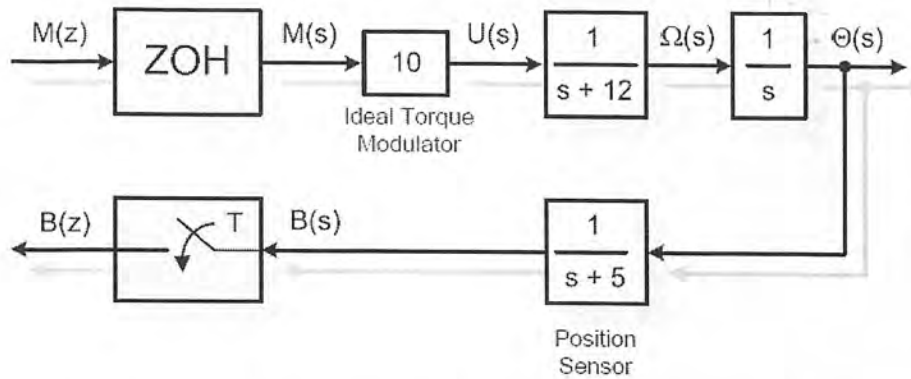 M(z)
ZOH
M(s)
10
Ideal Torque
Modulator
U(s)
1
s + 12
Ω(s)
1
s
Θ(s)
B(z)
T
B(s)
1
s + 5
Position
Sensor